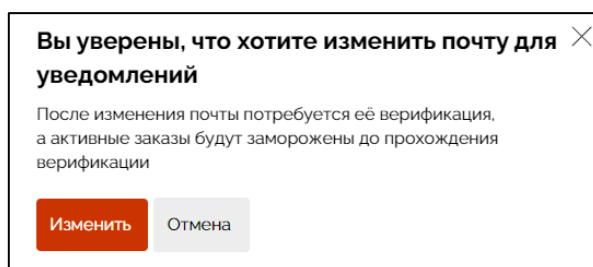 Вы уверены, что хотите изменить почту для
уведомлений
После изменения почты потребуется её верификация,
а активные заказы будут заморожены до прохождения
верификации
Изменить Отмена